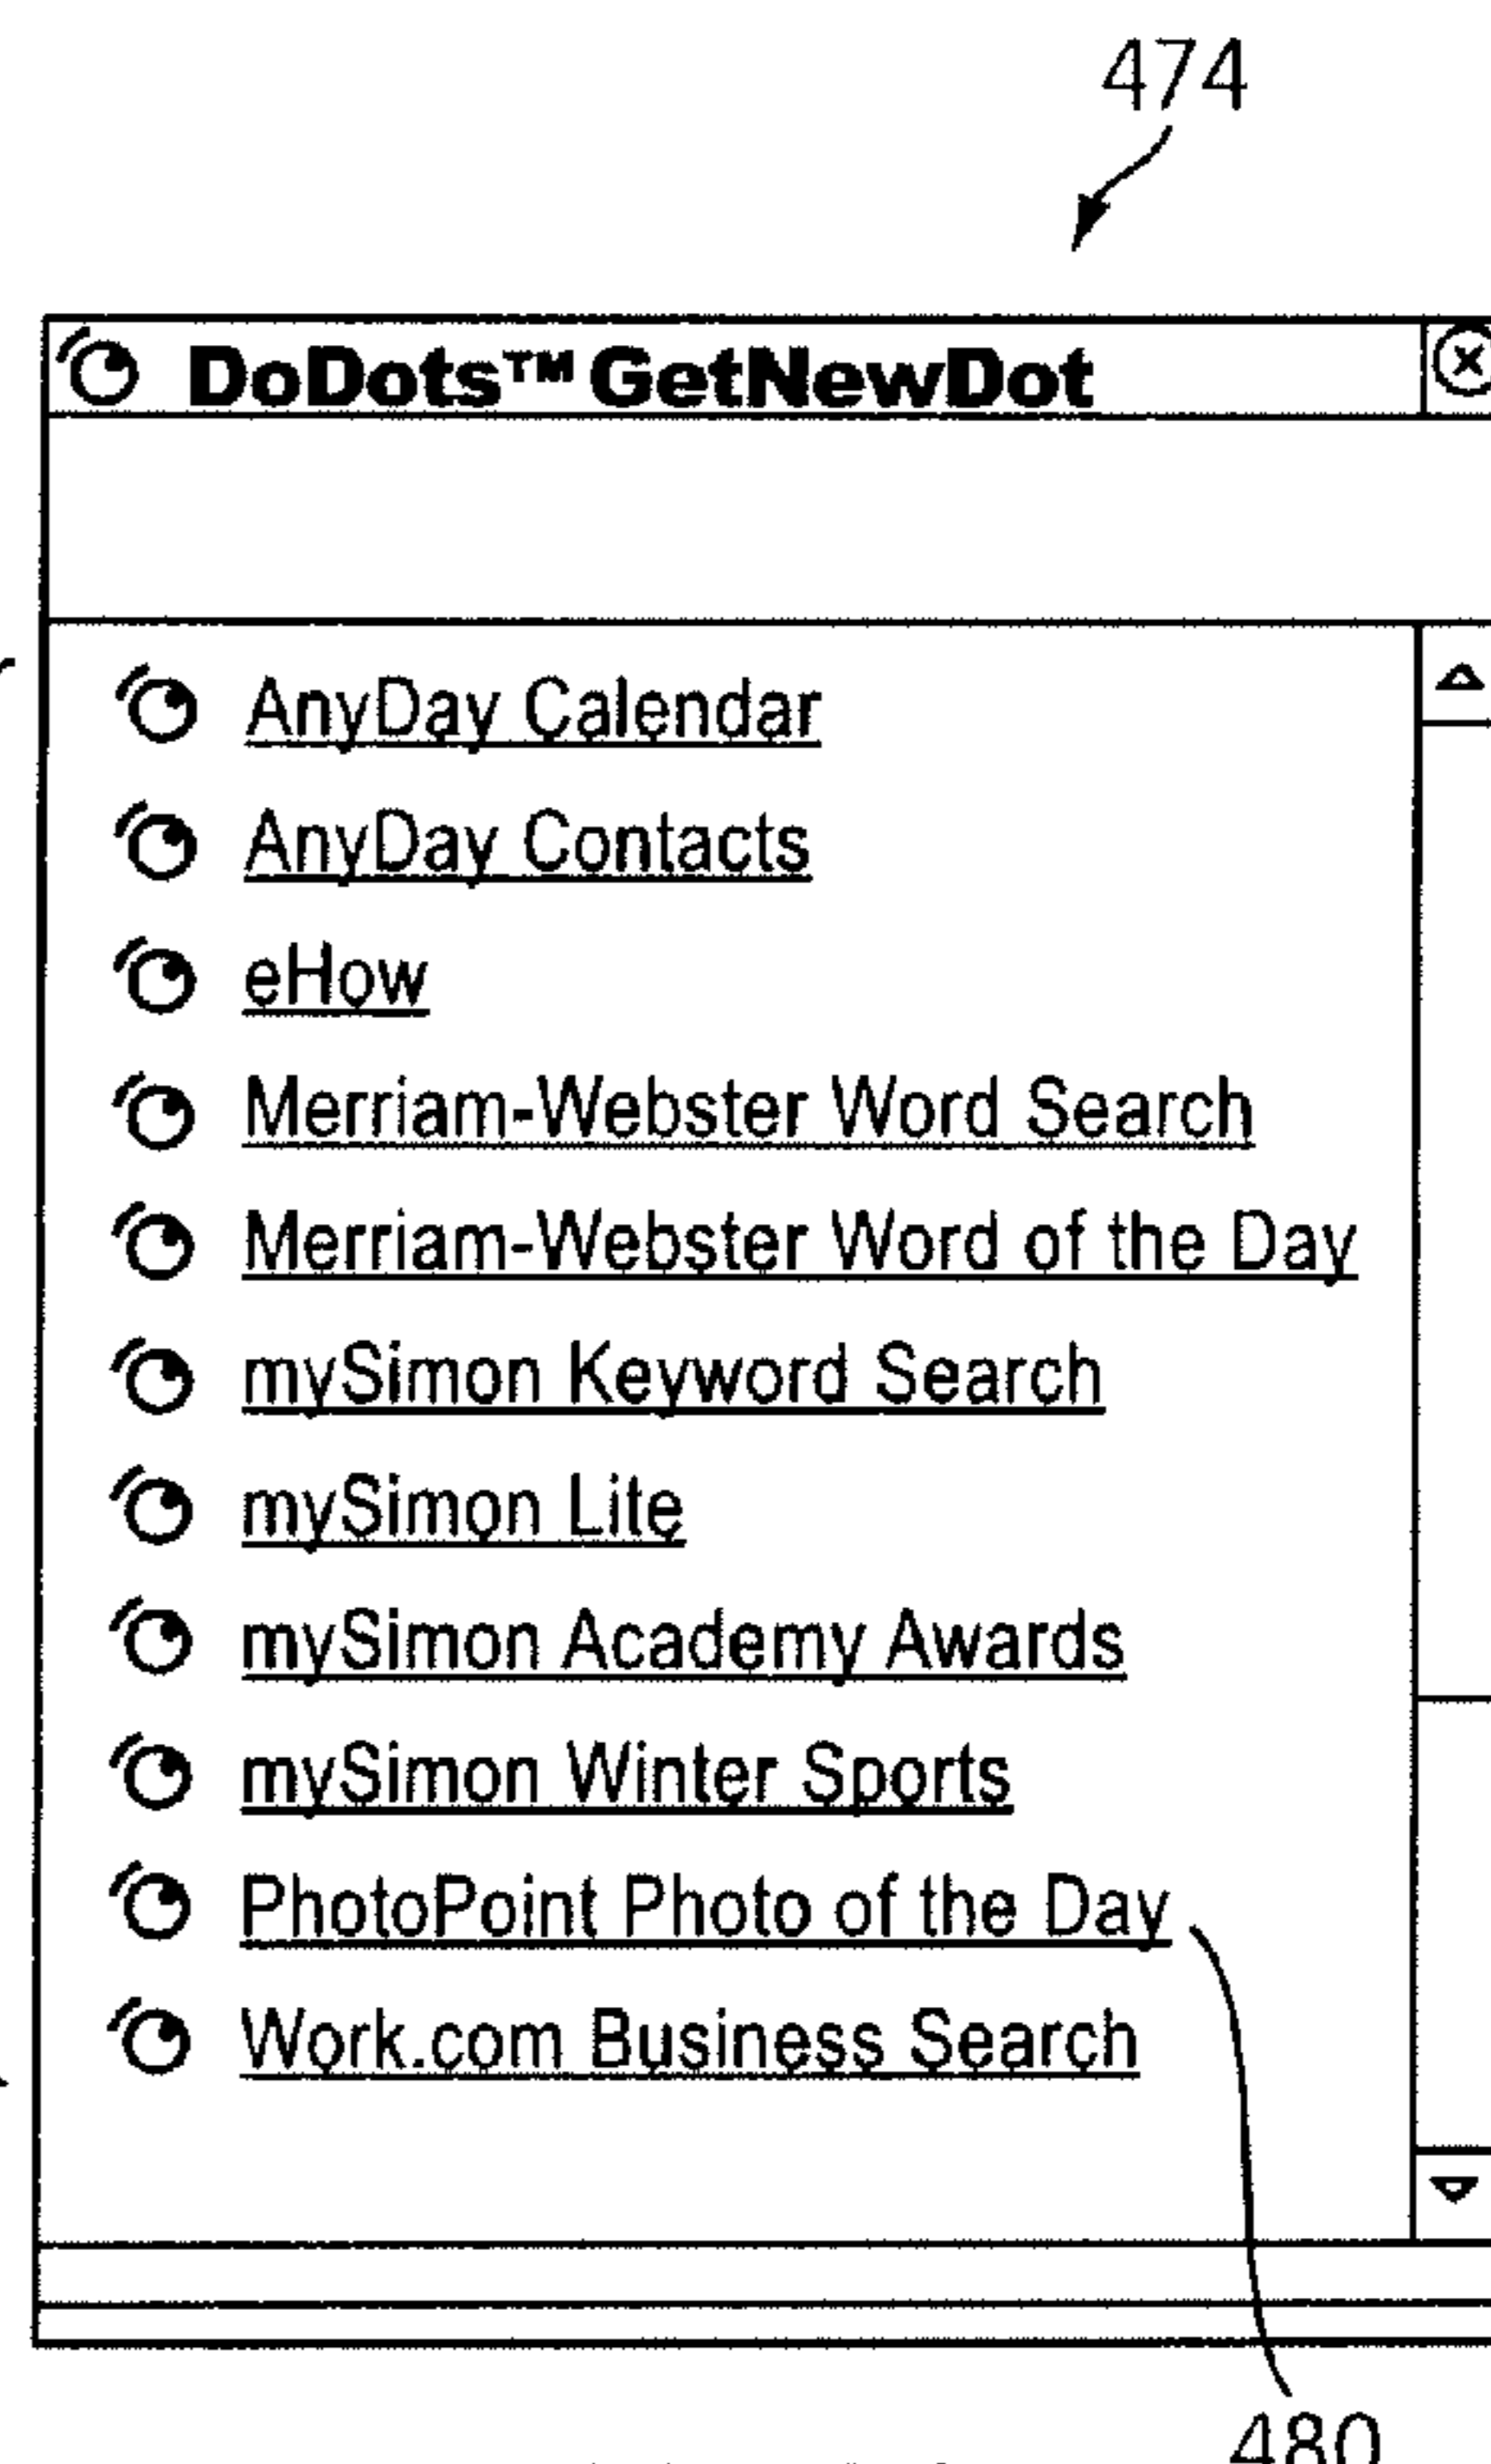 474
DoDots™ GetNewDot
AnyDay Calendar
AnyDay Contacts
eHow
Merriam-Webster Word Search
Merriam-Webster Word of the Day
mySimon Keyword Search
mySimon Lite
mySimon Academy Awards
mySimon Winter Sports
PhotoPoint Photo of the Day
Work.com Business Search
480